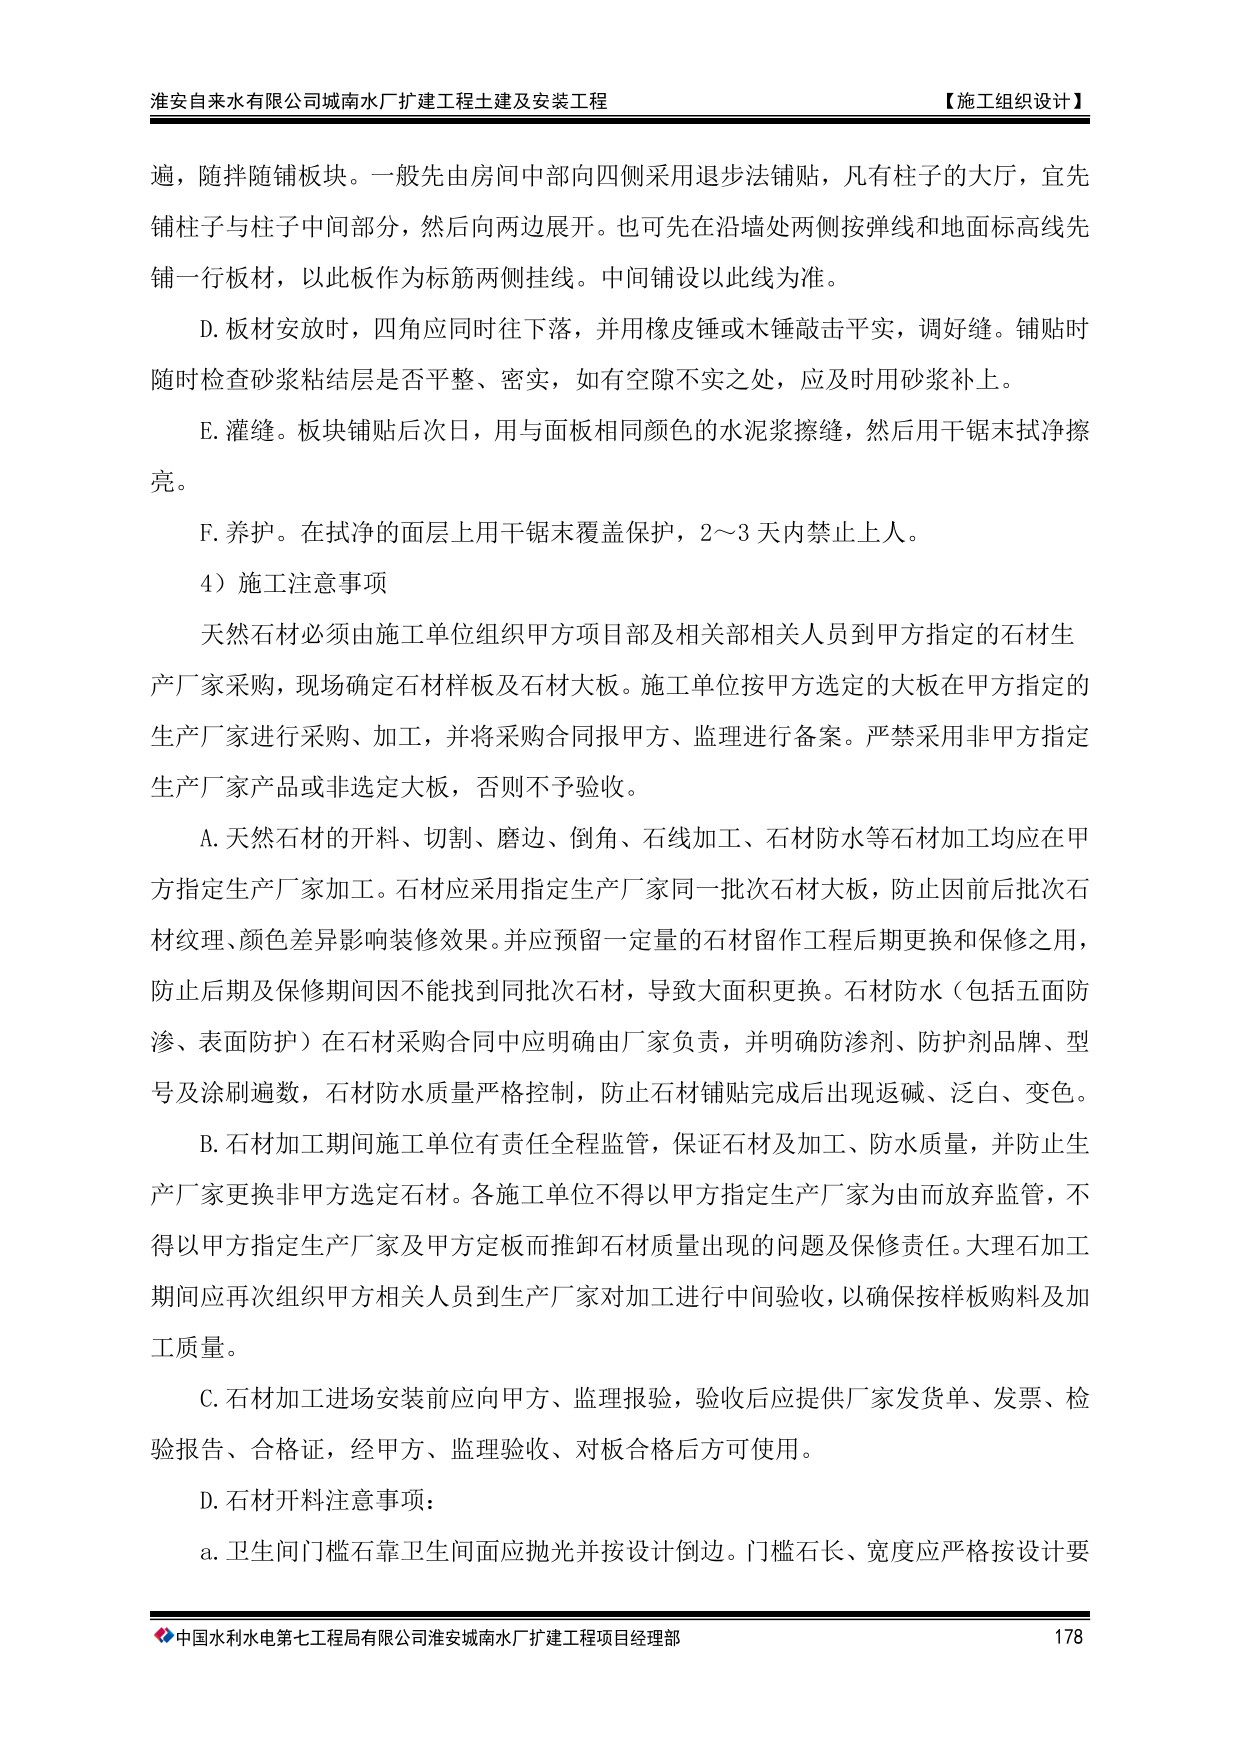 淮安自来水有限公司城南水厂扩建工程土建及安装工程 【施工组织设计】
遍，随拌随铺板块。一般先由房间中部向四侧采用退步法铺贴，凡有柱子的大厅，宜先
铺柱子与柱子中间部分，然后向两边展开。也可先在沿墙处两侧按弹线和地面标高线先
铺一行板材，以此板作为标筋两侧挂线。中间铺设以此线为准。
D.板材安放时，四角应同时往下落，并用橡皮锤或木锤敲击平实，调好缝。铺贴时
随时检查砂浆粘结层是否平整、密实，如有空隙不实之处，应及时用砂浆补上。
E.灌缝。板块铺贴后次日，用与面板相同颜色的水泥浆擦缝，然后用干锯末拭净擦
亮。
F.养护。在拭净的面层上用干锯末覆盖保护，2～3 天内禁止上人。
4）施工注意事项
天然石材必须由施工单位组织甲方项目部及相关部相关人员到甲方指定的石材生
产厂家采购，现场确定石材样板及石材大板。施工单位按甲方选定的大板在甲方指定的
生产厂家进行采购、加工，并将采购合同报甲方、监理进行备案。严禁采用非甲方指定
生产厂家产品或非选定大板，否则不予验收。
A.天然石材的开料、切割、磨边、倒角、石线加工、石材防水等石材加工均应在甲
方指定生产厂家加工。石材应采用指定生产厂家同一批次石材大板，防止因前后批次石
材纹理、颜色差异影响装修效果。并应预留一定量的石材留作工程后期更换和保修之用，
防止后期及保修期间因不能找到同批次石材，导致大面积更换。石材防水（包括五面防
渗、表面防护）在石材采购合同中应明确由厂家负责，并明确防渗剂、防护剂品牌、型
号及涂刷遍数，石材防水质量严格控制，防止石材铺贴完成后出现返碱、泛白、变色。
B.石材加工期间施工单位有责任全程监管，保证石材及加工、防水质量，并防止生
产厂家更换非甲方选定石材。各施工单位不得以甲方指定生产厂家为由而放弃监管，不
得以甲方指定生产厂家及甲方定板而推卸石材质量出现的问题及保修责任。大理石加工
期间应再次组织甲方相关人员到生产厂家对加工进行中间验收，以确保按样板购料及加
工质量。
C.石材加工进场安装前应向甲方、监理报验，验收后应提供厂家发货单、发票、检
验报告、合格证，经甲方、监理验收、对板合格后方可使用。
D.石材开料注意事项：
a.卫生间门槛石靠卫生间面应抛光并按设计倒边。门槛石长、宽度应严格按设计要
中国水利水电第七工程局有限公司淮安城南水厂扩建工程项目经理部 178